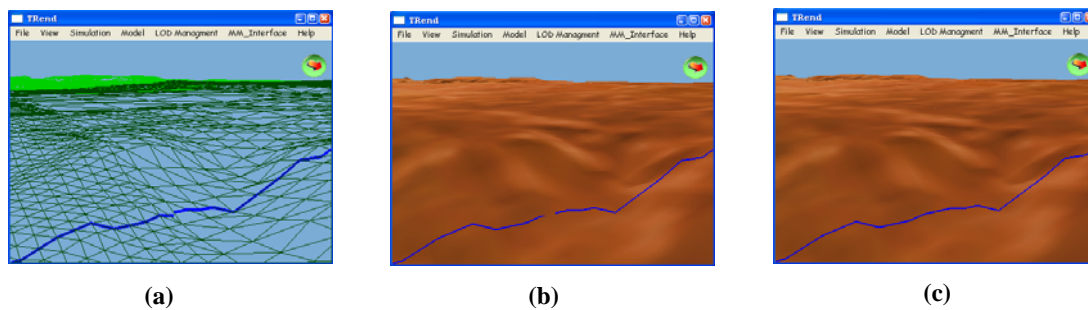 TRend
File View Simulation Model LOD Managment MM_Interface Help
TRend
File View Simulation Model LOD Managment MM_Interface Help
TRend
File View Simulation Model LOD Managment MM_Interface Help
(a)
(b)
(c)